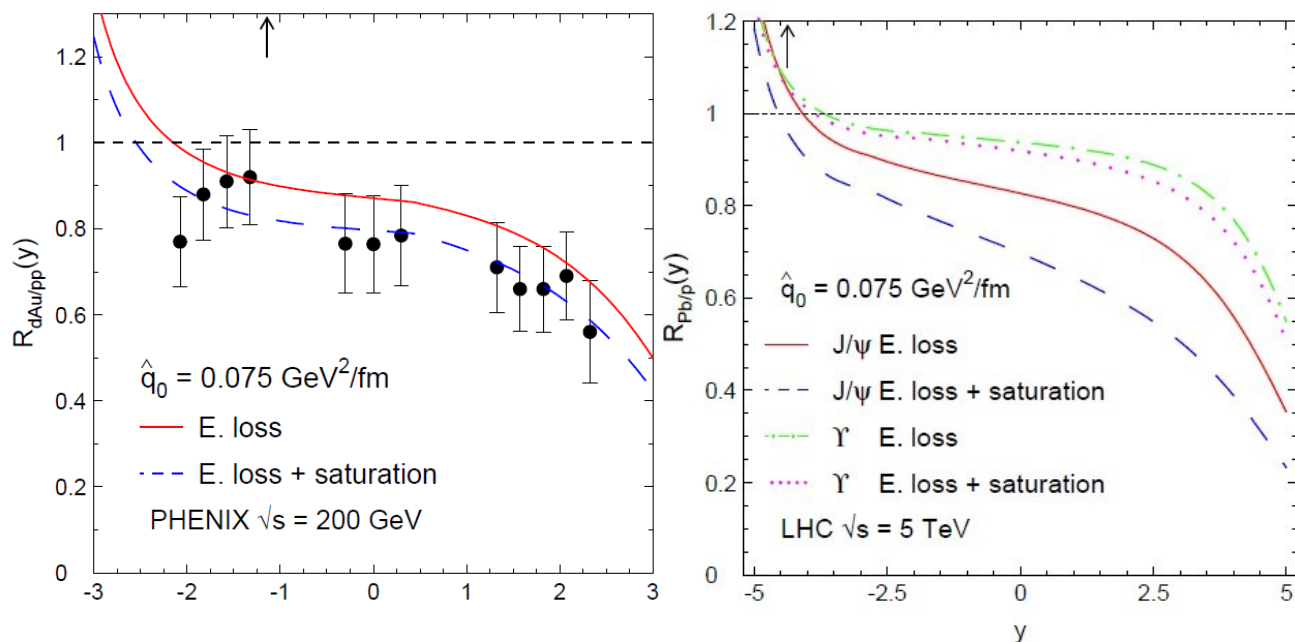 1.2
1
0.8
0.6
0.4
0.2
0
R_dAu/pp(y)
q̂₀ = 0.075 GeV²/fm
E. loss
E. loss + saturation
PHENIX √s = 200 GeV
-3 -2 -1 0 1 2 3
1.2
1
0.8
0.6
0.4
0.2
0
R_Pb/p(y)
q̂₀ = 0.075 GeV²/fm
J/ψ E. loss
J/ψ E. loss + saturation
ϒ E. loss
ϒ E. loss + saturation
LHC √s = 5 TeV
-5 -2.5 0 2.5 5
y